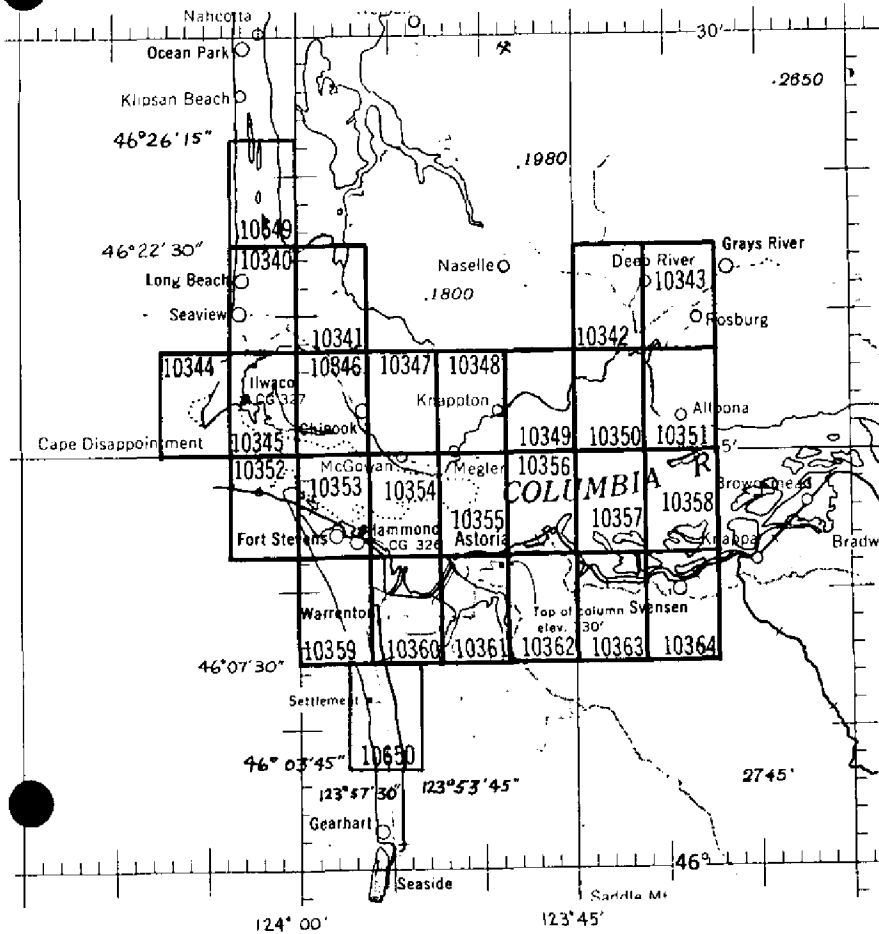 Nahcotta
Ocean Park
30'
Klipsan Beach
.2650
46°26'15"
.1980
10649
46°22'30"
10340
Naselle
Deep River
Grays River
10343
Long Beach
.1800
Seaview
Rosburg
10341
10342
10344
10346
10347
10348
Ilwaco
CG 327
Knappton
Altoona
Chinook
Cape Disappointment
10345
10349
10350
10351
5'
10352
McGowan
Megler
10356
R
10353
10354
COLUMBIA
Brownsmead
10358
10355
10357
Fort Stevens
Hammond
CG 326
Astoria
Knappa
Bradw
Warrenton
Top of column
elev. 730'
Svensen
10359
10360
10361
10362
10363
10364
46°07'30"
Settlement
10650
46° 03'45"
2745'
123°57'30"
123°53'45"
Gearhart
46°
Seaside
Saddle Mt
124° 00'
123°45'